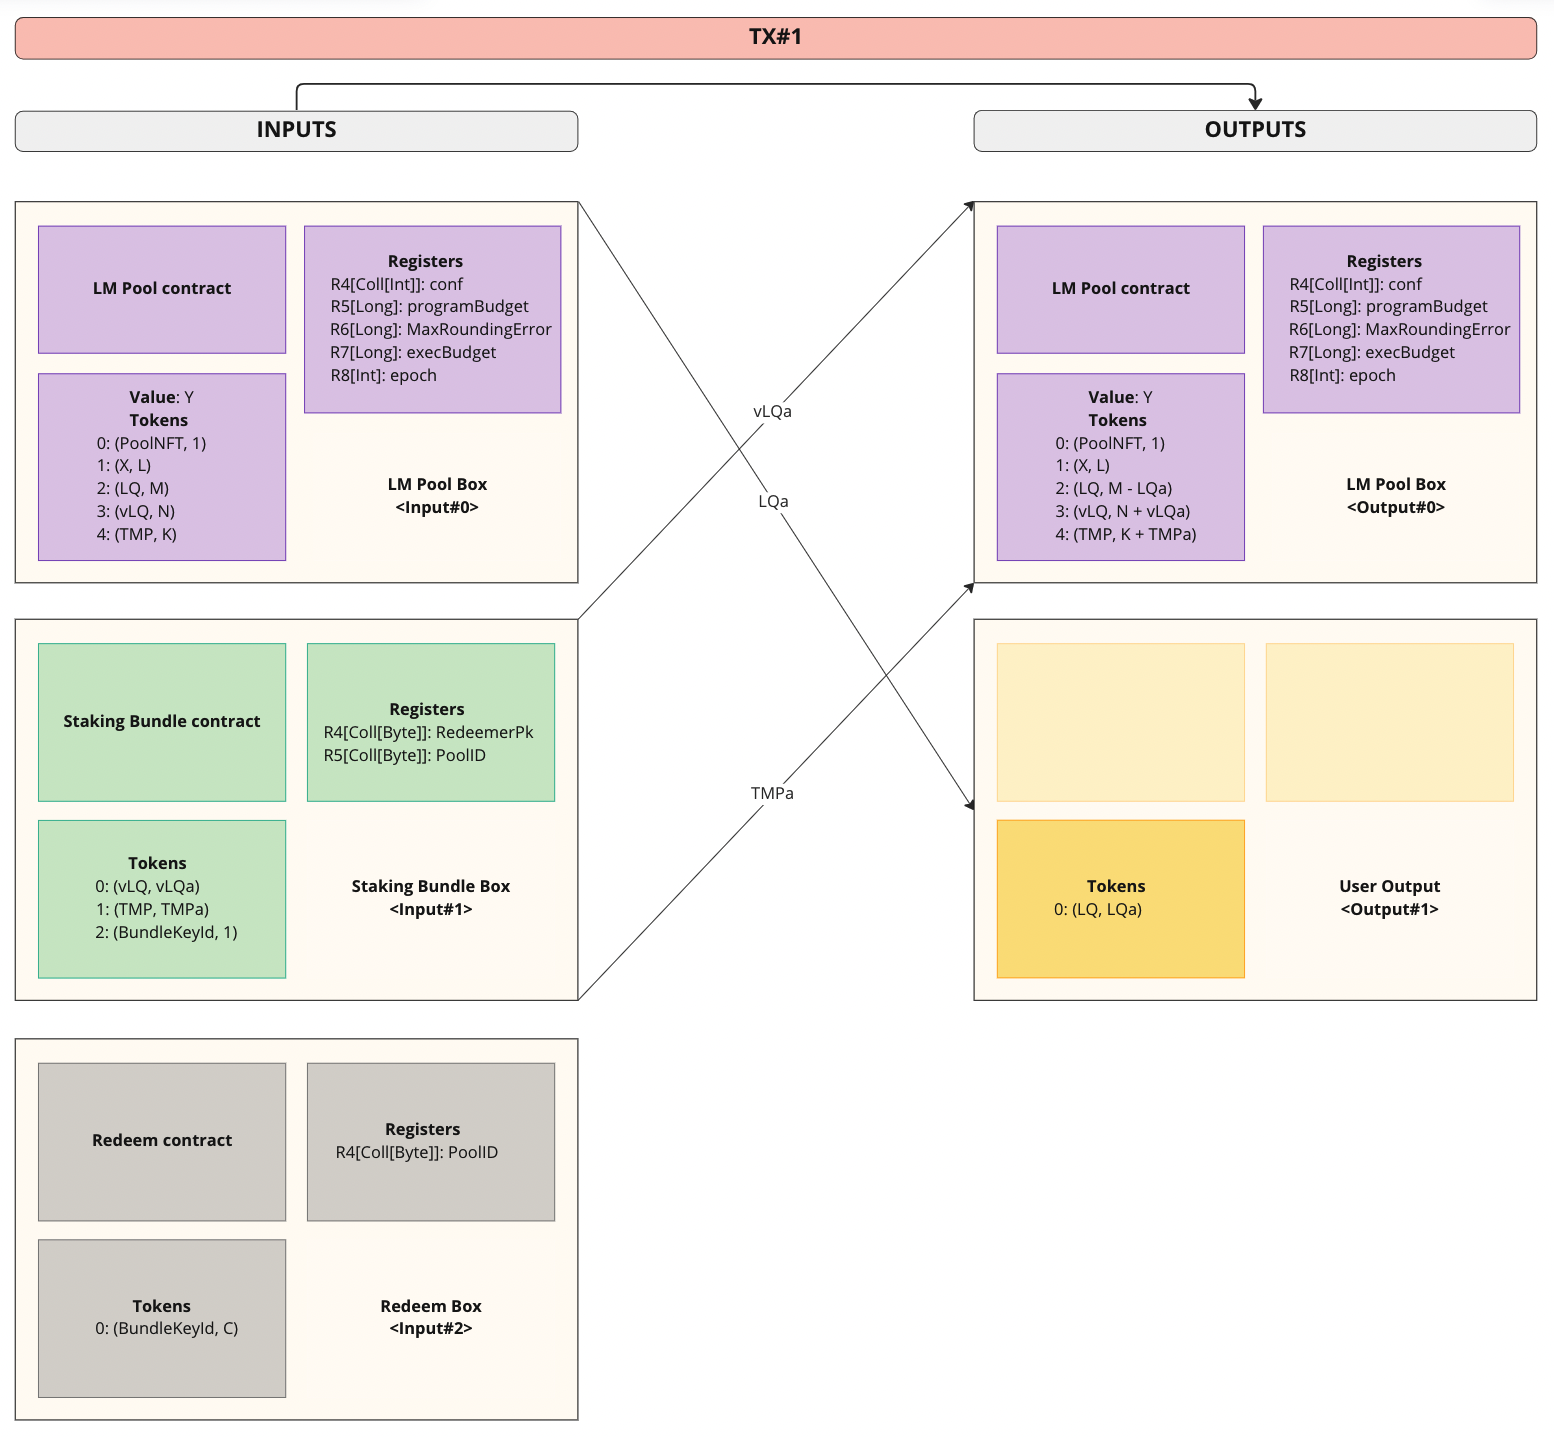 TX#1
INPUTS
OUTPUTS
LM Pool contract
Registers
R4[Coll[Int]]: conf
R5[Long]: programBudget
R6[Long]: MaxRoundingError
R7[Long]: execBudget
R8[Int]: epoch
Value: Y
Tokens
0: (PoolNFT, 1)
1: (X, L)
2: (LQ, M)
3: (vLQ, N)
4: (TMP, K)
LM Pool Box
<Input#0>
vLQa
LQa
TMPa
LM Pool contract
Registers
R4[Coll[Int]]: conf
R5[Long]: programBudget
R6[Long]: MaxRoundingError
R7[Long]: execBudget
R8[Int]: epoch
Value: Y
Tokens
0: (PoolNFT, 1)
1: (X, L)
2: (LQ, M - LQa)
3: (vLQ, N + vLQa)
4: (TMP, K + TMPa)
LM Pool Box
<Output#0>
Staking Bundle contract
Registers
R4[Coll[Byte]]: RedeemerPk
R5[Coll[Byte]]: PoolID
Tokens
0: (vLQ, vLQa)
1: (TMP, TMPa)
2: (BundleKeyId, 1)
Staking Bundle Box
<Input#1>
Tokens
0: (LQ, LQa)
User Output
<Output#1>
Redeem contract
Registers
R4[Coll[Byte]]: PoolID
Tokens
0: (BundleKeyId, C)
Redeem Box
<Input#2>